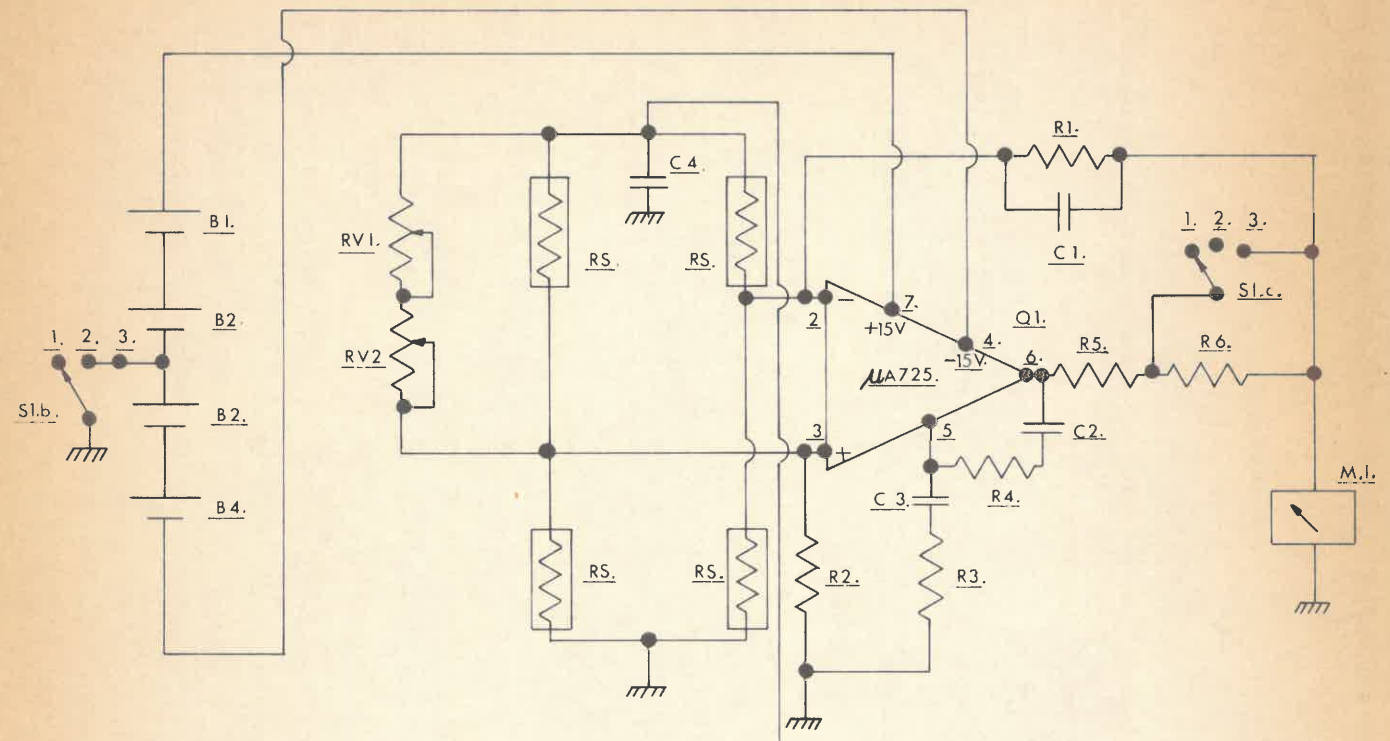 R1.
C4.
B1.
RV1.
RS.
RS.
C1.
1. 2. 3.
S1.c.
B2.
2
-
7.
+15V
4.
-15V.
Q1.
1. 2. 3.
RV2
μA725.
6.
R5.
R6.
S1.b.
B2.
3
+
5
C2.
M.1.
B4.
C3.
R4.
RS.
RS.
R2.
R3.